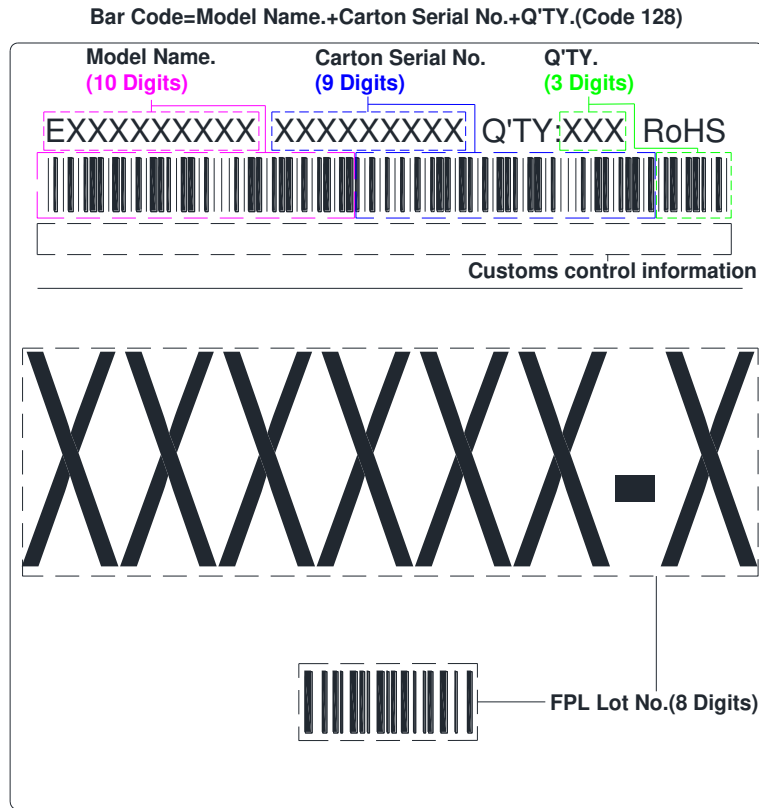 Bar Code=Model Name.+Carton Serial No.+Q'TY.(Code 128)
Model Name. Carton Serial No. Q'TY.
(10 Digits) (9 Digits) (3 Digits)
EXXXXXXXXXX XXXXXXXXX Q'TY:XXX RoHS
Customs control information
XXXXXX-X
FPL Lot No.(8 Digits)